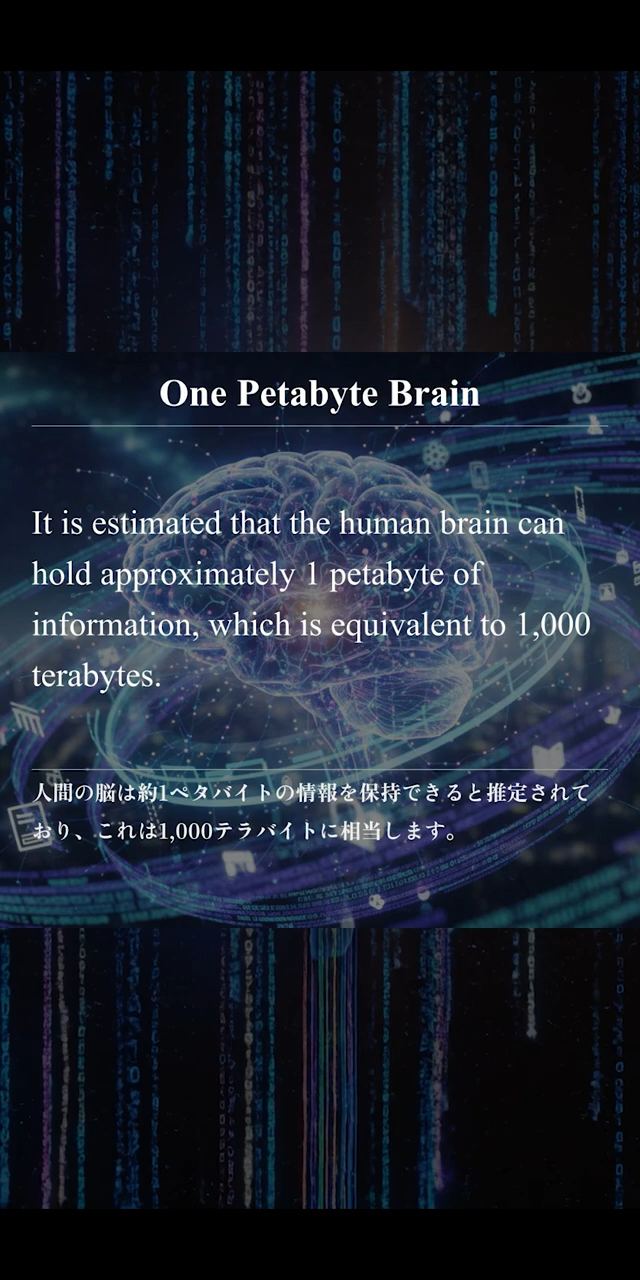 One Petabyte Brain
It is estimated that the human brain can
hold approximately 1 petabyte of
information, which is equivalent to 1,000
terabytes.
人間の脳は約1ペタバイトの情報を保持できると推定されて
おり、これは1,000テラバイトに相当します。